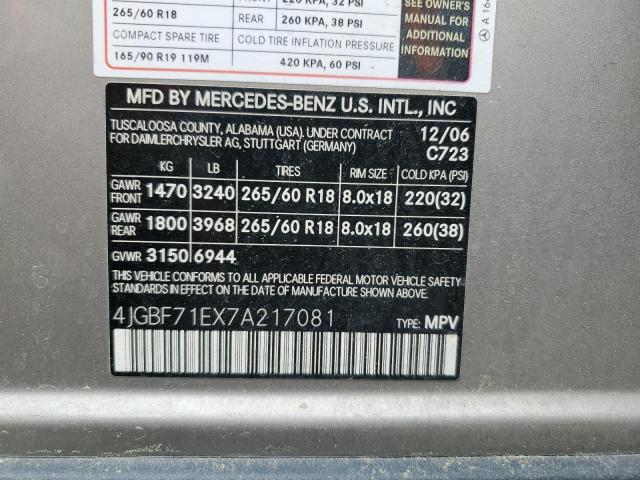 265/60 R18
REAR
260 KPA, 38 PSI
SEE OWNER'S
MANUAL FOR
ADDITIONAL
INFORMATION
COMPACT SPARE TIRE
COLD TIRE INFLATION PRESSURE
165/90 R19 119M
420 KPA, 60 PSI
MFD BY MERCEDES-BENZ U.S. INTL., INC
TUSCALOOSA COUNTY, ALABAMA (USA). UNDER CONTRACT 12/06
FOR DAIMLERCHRYSLER AG, STUTTGART (GERMANY) C723
KG LB TIRES RIM SIZE COLD KPA (PSI)
GAWR FRONT 1470 3240 265/60 R18 8.0x18 220(32)
GAWR REAR 1800 3968 265/60 R18 8.0x18 260(38)
GVWR 3150 6944
THIS VEHICLE CONFORMS TO ALL APPLICABLE FEDERAL MOTOR VEHICLE SAFETY
STANDARDS IN EFFECT ON THE DATE OF MANUFACTURE SHOWN ABOVE
4JGBF71EX7A217081 TYPE: MPV